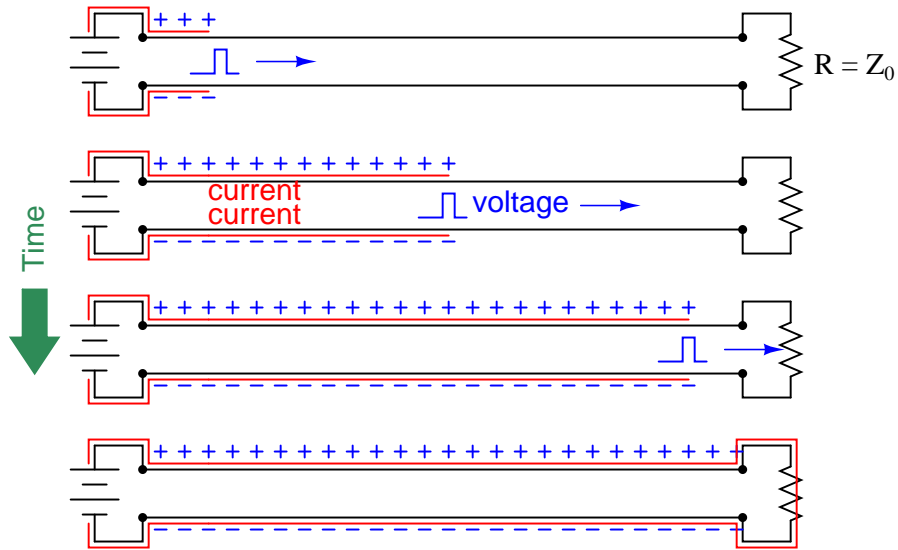 + + +
R = Z₀
− − −
+ + + + + + + + + + + + +
current
current
voltage
− − − − − − − − − − − − −
Time
+ + + + + + + + + + + + + + + + + + + + + + +
− − − − − − − − − − − − − − − − − − − − − − −
+ + + + + + + + + + + + + + + + + + + + + + + + +
− − − − − − − − − − − − − − − − − − − − − − − − −